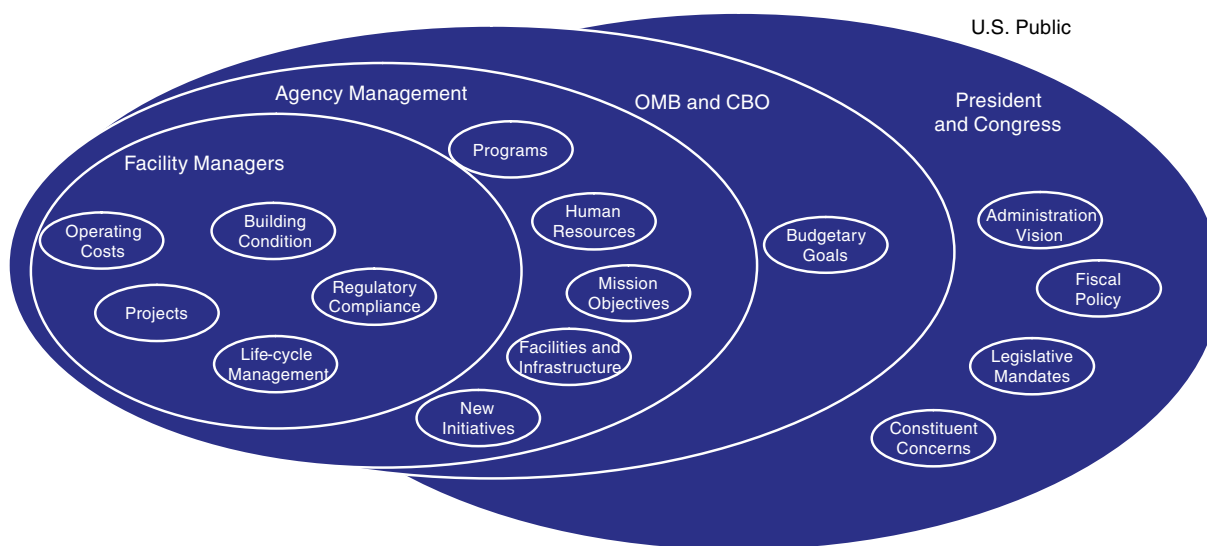 U.S. Public
President
and Congress
OMB and CBO
Agency Management
Facility Managers
Programs
Human
Resources
Mission
Objectives
Facilities and
Infrastructure
New
Initiatives
Operating
Costs
Building
Condition
Regulatory
Compliance
Projects
Life-cycle
Management
Budgetary
Goals
Administration
Vision
Fiscal
Policy
Legislative
Mandates
Constituent
Concerns